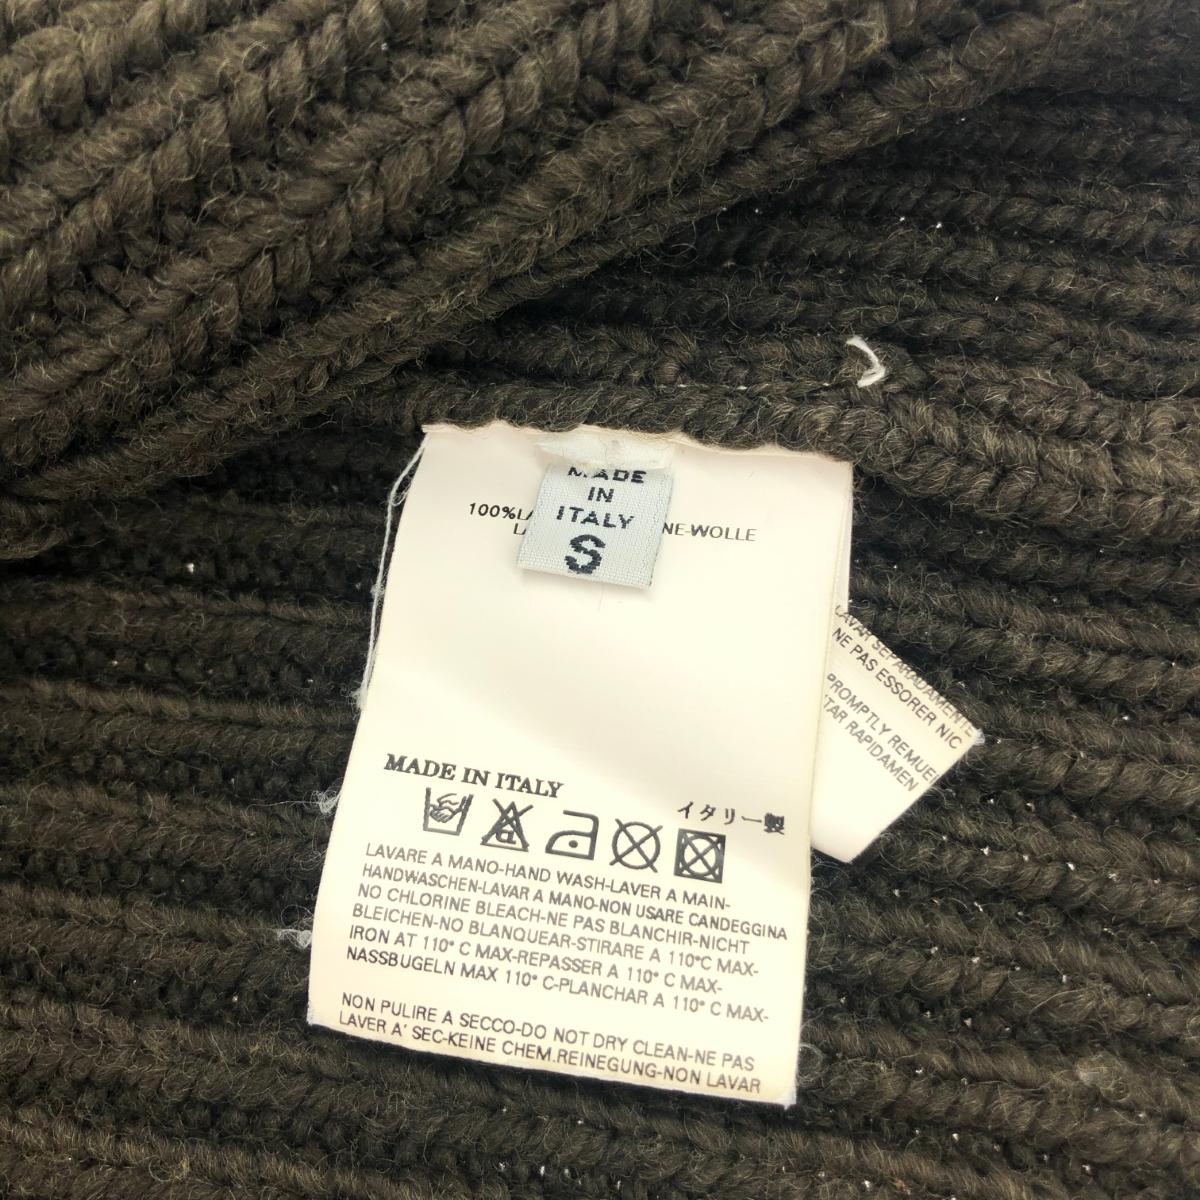 MADE
IN
ITALY
S
100%
NE-WOLLE
MADE IN ITALY
イタリー製
LAVARE A MANO-HAND WASH-LAVER A MAIN-
HANDWASCHEN-LAVAR A MANO-NON USARE CANDEGGINA
NO CHLORINE BLEACH-NE PAS BLANCHIR-NICHT
BLEICHEN-NO BLANQUEAR-STIRARE A 110°C MAX-
IRON AT 110° C MAX-REPASSER A 110° C MAX-
NASSBUGELN MAX 110° C-PLANCHAR A 110° C MAX-
NON PULIRE A SECCO-DO NOT DRY CLEAN-NE PAS
LAVER A' SEC-KEINE CHEM.REINEGUNG-NON LAVAR
LAVAR SEPARADAMENTE
NE PAS ESSORER NIC
PROMPTLY REMUE
TAR RAPIDAMEN